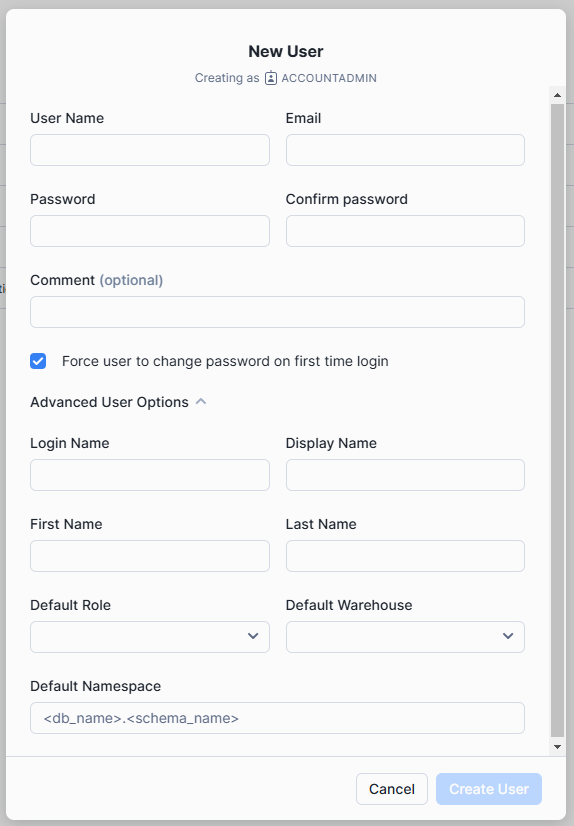 New User
Creating as ACCOUNTADMIN
User Name Email
Password Confirm password
Comment (optional)
Force user to change password on first time login
Advanced User Options
Login Name Display Name
First Name Last Name
Default Role Default Warehouse
Default Namespace
<db_name>.<schema_name>
Cancel Create User